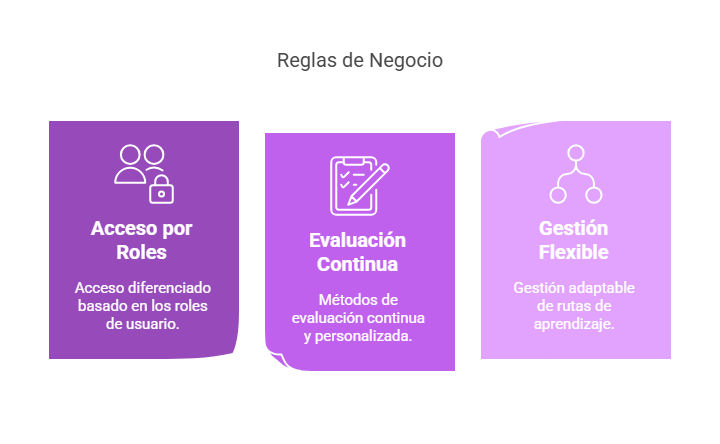 Reglas de Negocio
Acceso por
Roles
Acceso diferenciado
basado en los roles
de usuario.
Evaluación
Continua
Métodos de
evaluación continua
y personalizada.
Gestión
Flexible
Gestión adaptable
de rutas de
aprendizaje.